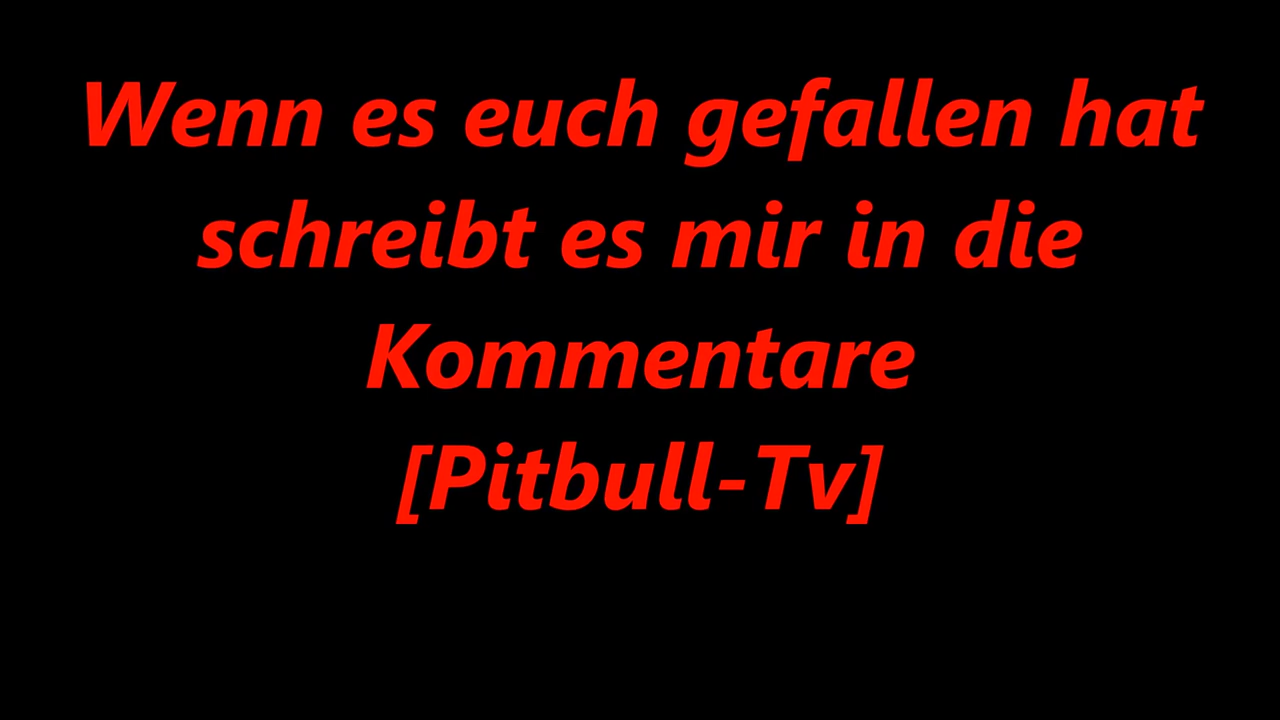 Wenn es euch gefallen hat
schreibt es mir in die
Kommentare
[Pitbull-Tv]